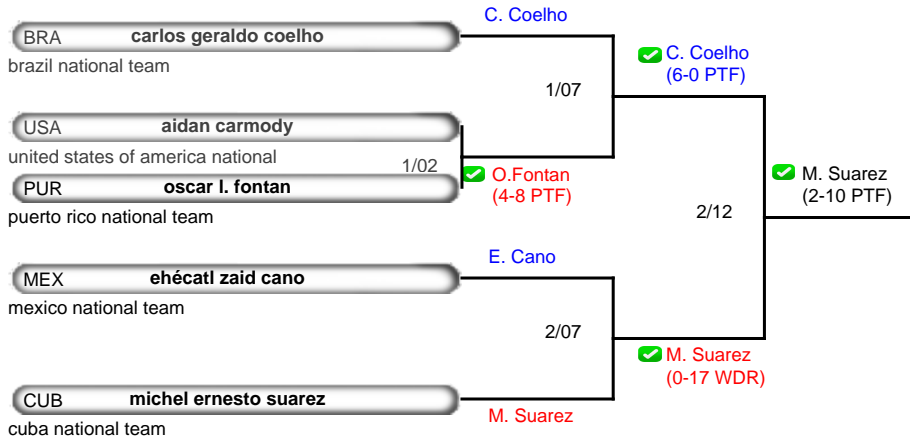 C. Coelho
BRA carlos geraldo coelho
brazil national team
C. Coelho
(6-0 PTF)
1/07
USA aidan carmody
united states of america national
1/02
O.Fontan
(4-8 PTF)
PUR oscar l. fontan
puerto rico national team
M. Suarez
(2-10 PTF)
2/12
E. Cano
MEX ehécatl zaid cano
mexico national team
2/07
M. Suarez
(0-17 WDR)
CUB michel ernesto suarez
cuba national team
M. Suarez